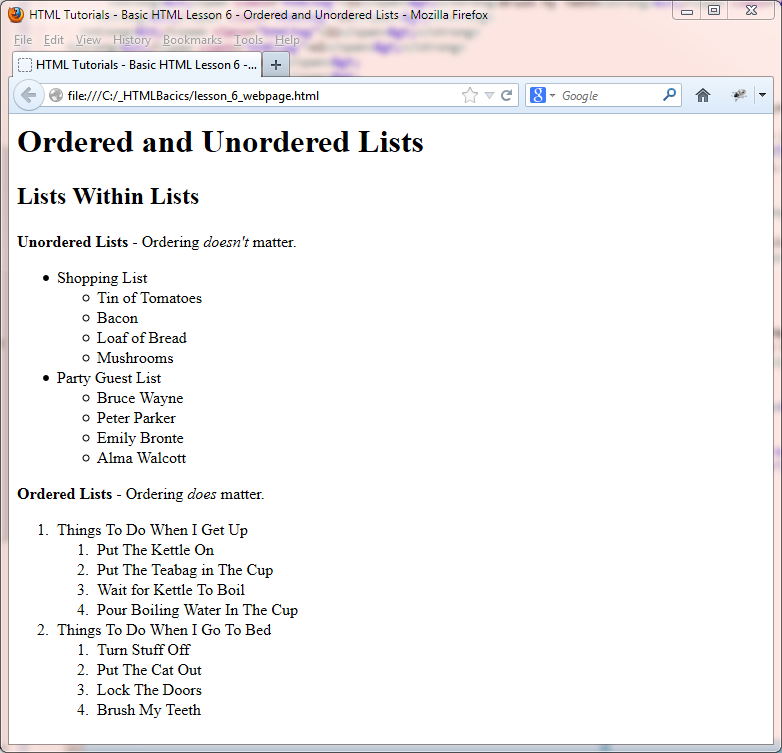 HTML Tutorials - Basic HTML Lesson 6 - Ordered and Unordered Lists - Mozilla Firefox
File Edit View History Bookmarks Tools Help
HTML Tutorials - Basic HTML Lesson 6 -...
file:///C:/_HTMLBacics/lesson_6_webpage.html
Google
Ordered and Unordered Lists
Lists Within Lists
Unordered Lists - Ordering doesn't matter.
Shopping List
Tin of Tomatoes
Bacon
Loaf of Bread
Mushrooms
Party Guest List
Bruce Wayne
Peter Parker
Emily Bronte
Alma Walcott
Ordered Lists - Ordering does matter.
1. Things To Do When I Get Up
1. Put The Kettle On
2. Put The Teabag in The Cup
3. Wait for Kettle To Boil
4. Pour Boiling Water In The Cup
2. Things To Do When I Go To Bed
1. Turn Stuff Off
2. Put The Cat Out
3. Lock The Doors
4. Brush My Teeth